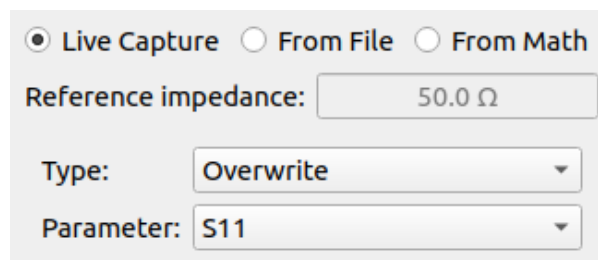 Live Capture From File From Math
Reference impedance: 50.0 Ω
Type: Overwrite
Parameter: S11